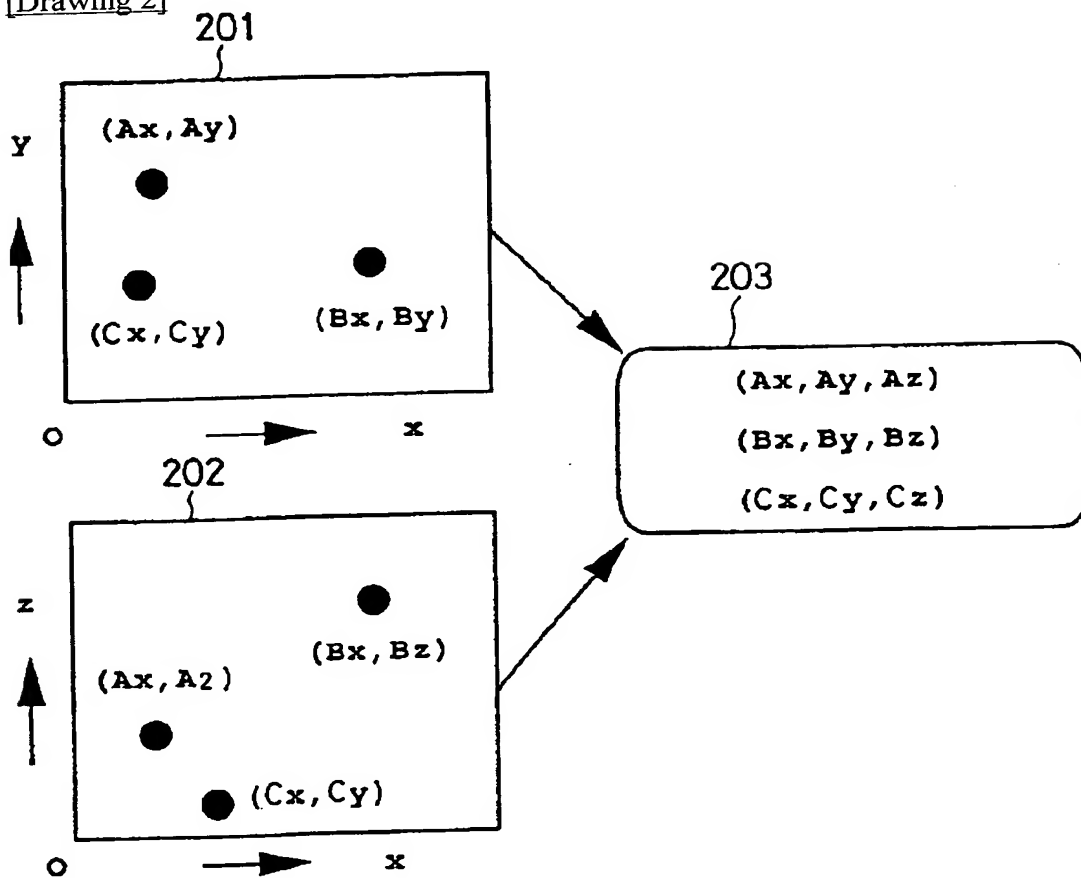 [Drawing 2]
201
(Ax,Ay)
y
(Cx,Cy)
(Bx,By)
o
x
203
(Ax,Ay,Az)
(Bx,By,Bz)
(Cx,Cy,Cz)
202
z
(Bx,Bz)
(Ax,A2)
(Cx,Cy)
o
x